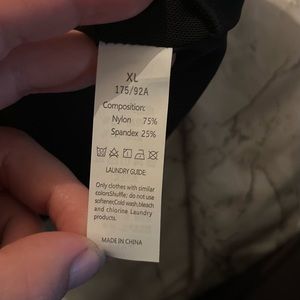 XL
175/92A
Composition:
Nylon 75%
Spandex 25%
LAUNDRY GUIDE:
Only clothes with similar
colorsShuffle; do not use
softener,Cold wash,bleach
and chlorine Laundry
products.
MADE IN CHINA